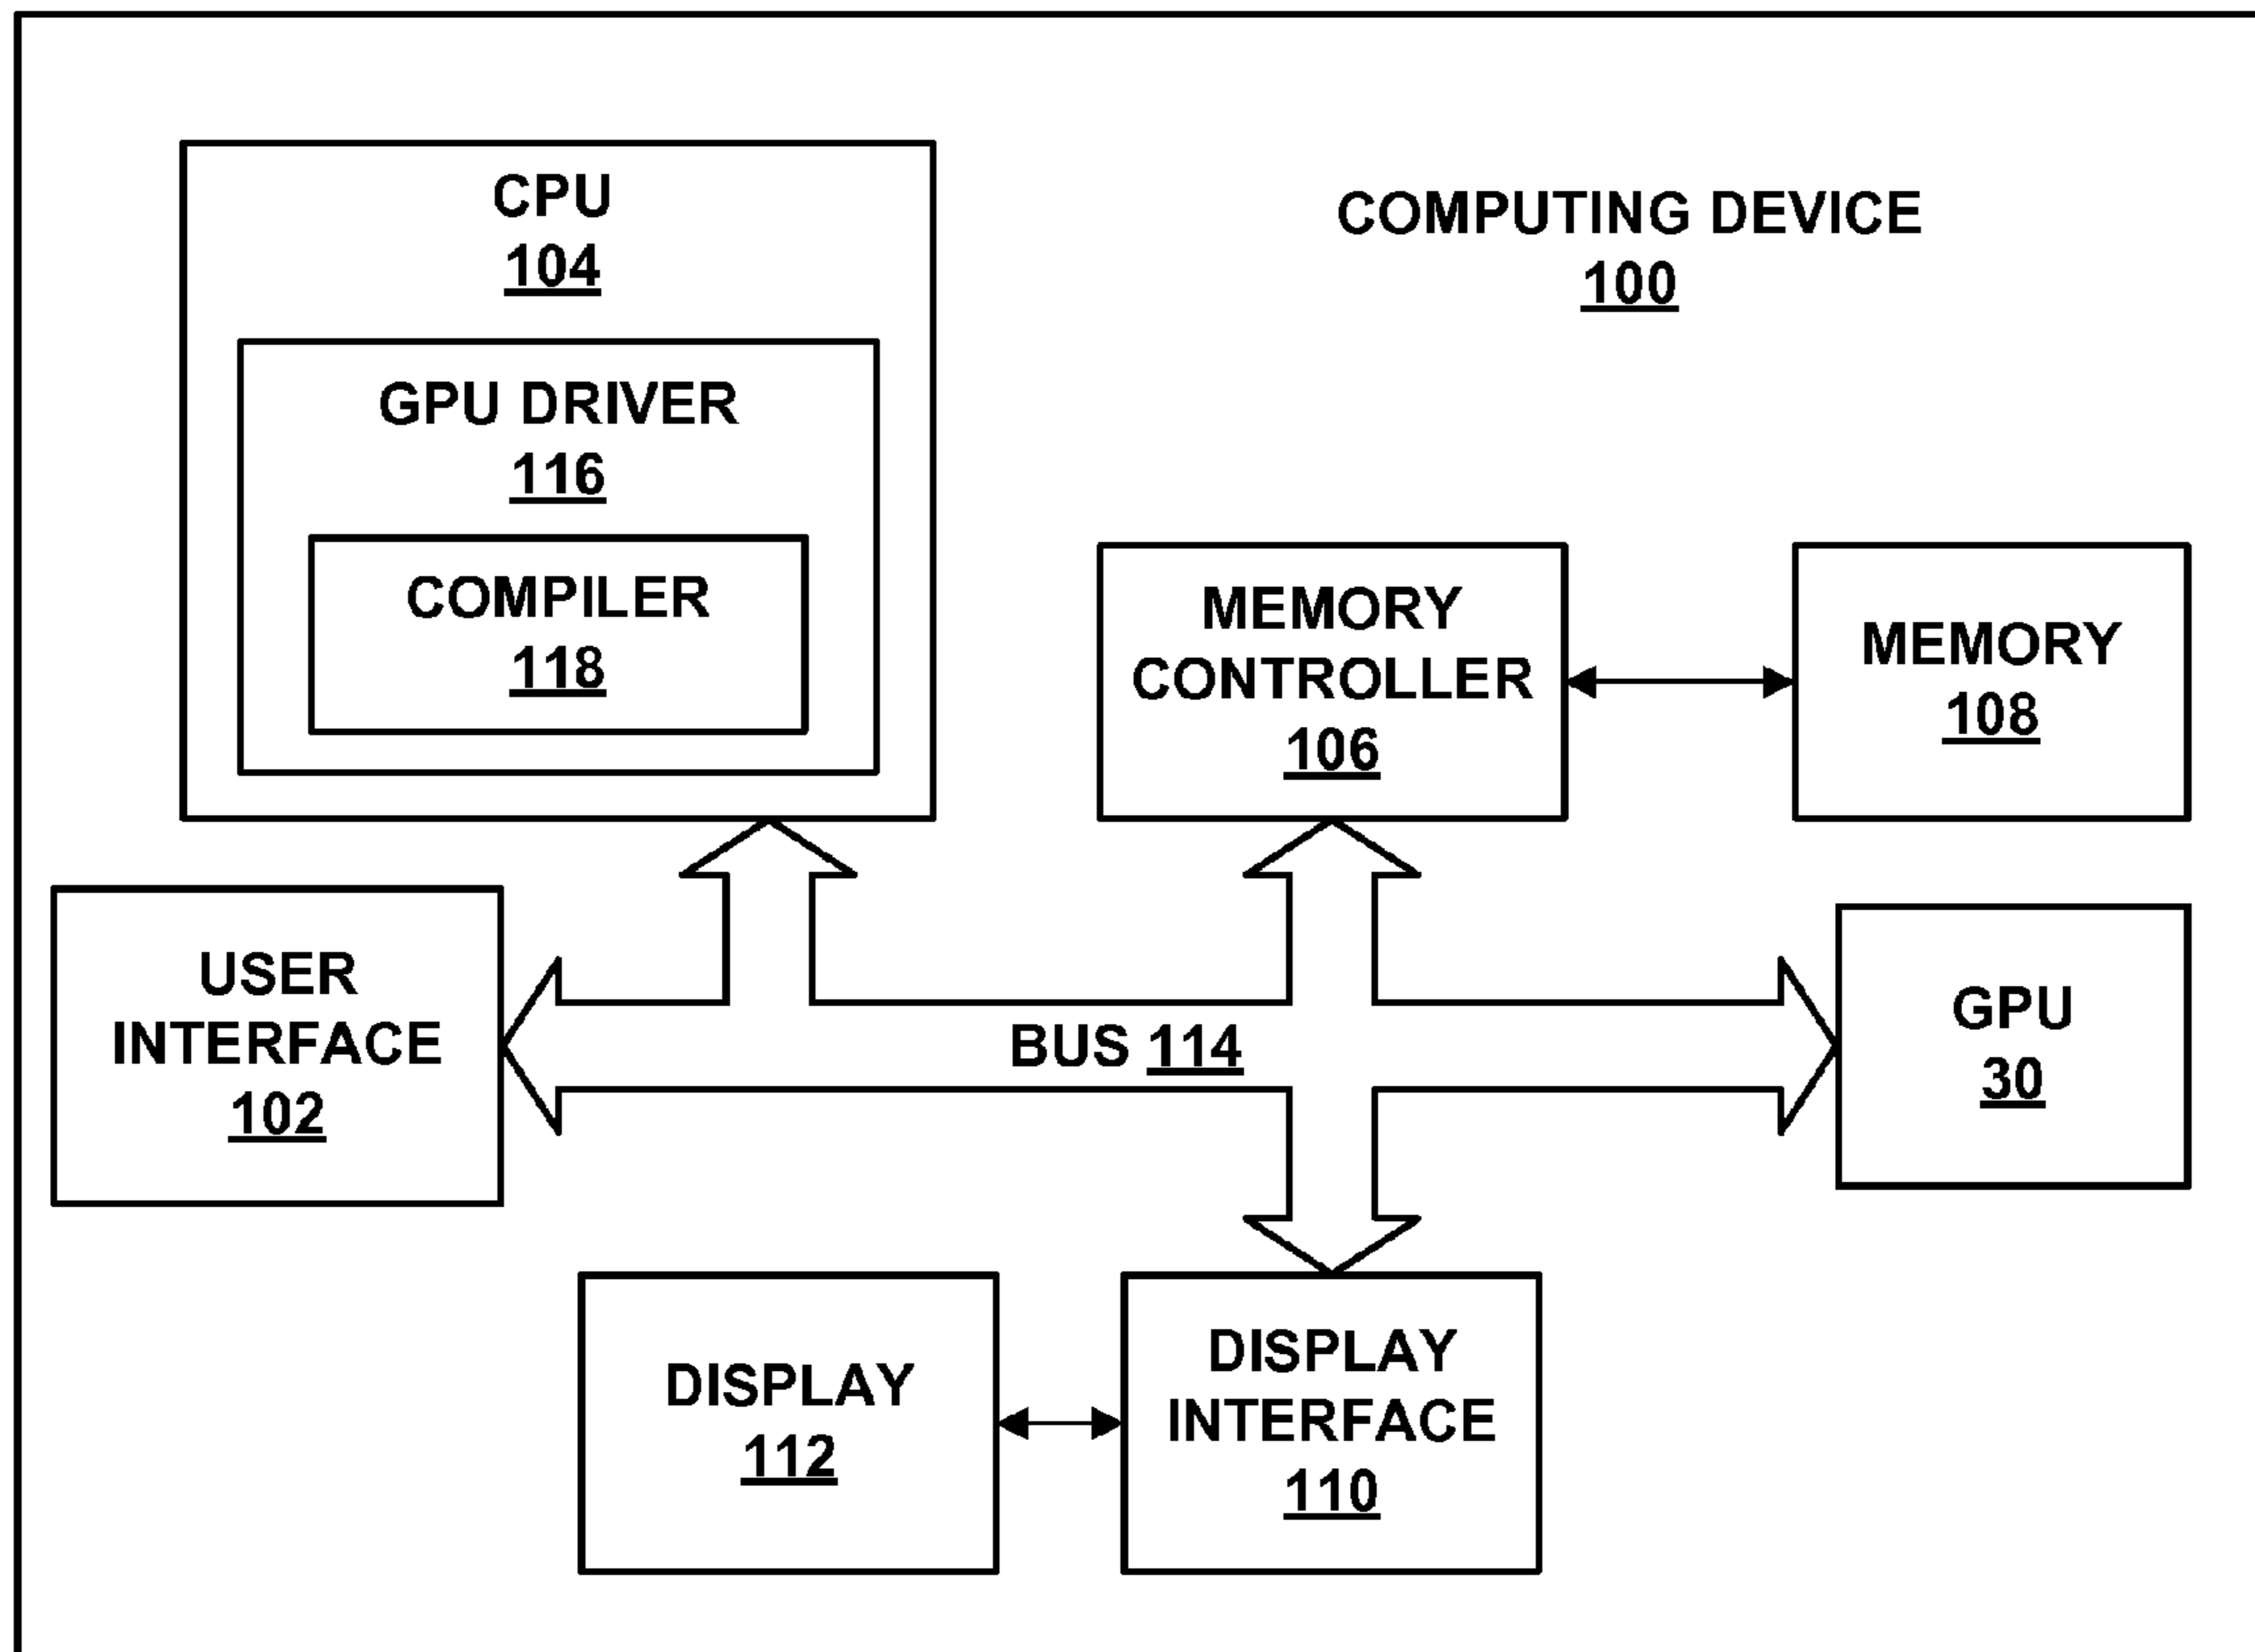 CPU
104
COMPUTING DEVICE
100
GPU DRIVER
116
COMPILER
118
MEMORY
CONTROLLER
106
MEMORY
108
USER
INTERFACE
102
BUS 114
GPU
30
DISPLAY
112
DISPLAY
INTERFACE
110